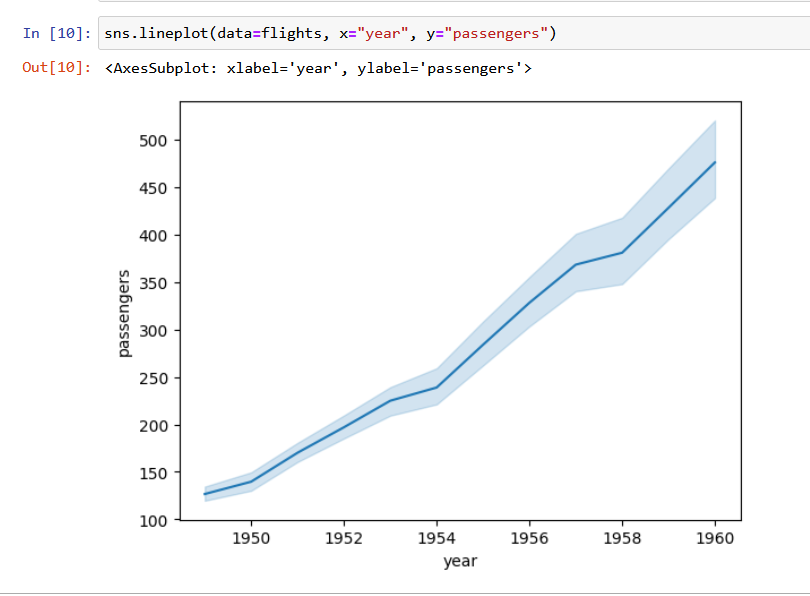 In [10]: sns.lineplot(data=flights, x="year", y="passengers")
Out[10]: <AxesSubplot: xlabel='year', ylabel='passengers'>
500
450
400
350
300
250
200
150
100
passengers
1950 1952 1954 1956 1958 1960
year